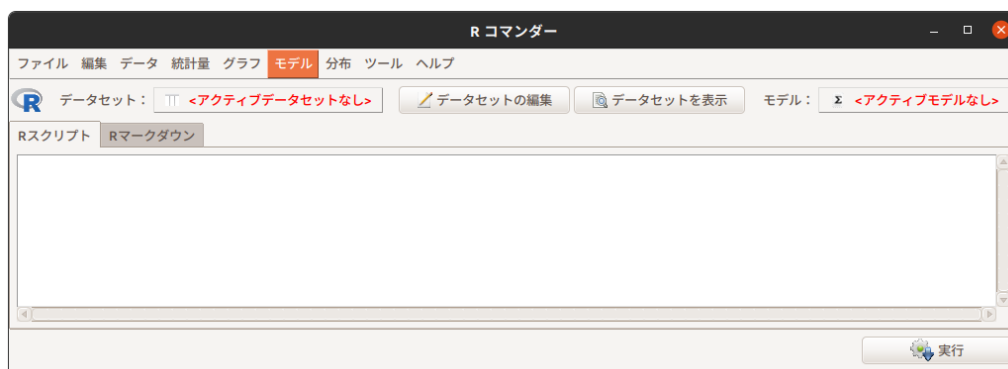 R コマンダー
ファイル 編集 データ 統計量 グラフ モデル 分布 ツール ヘルプ
R データセット： <アクティブデータセットなし> データセットの編集 データセットを表示 モデル： Σ <アクティブモデルなし>
Rスクリプト Rマークダウン
実行